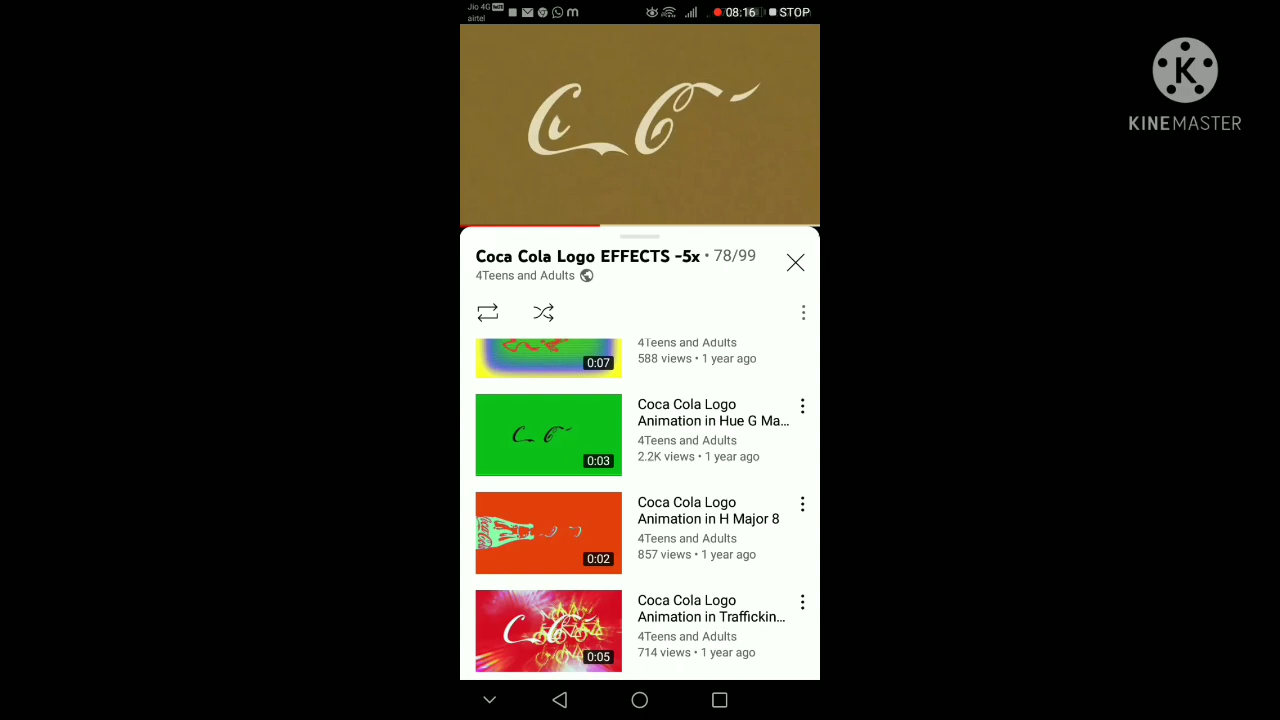 Jio 4G
airtel
08:16 STOP
KINEMASTER
Coca Cola Logo EFFECTS -5x • 78/99
4Teens and Adults
4Teens and Adults
588 views • 1 year ago
0:07
Coca Cola Logo
Animation in Hue G Ma...
4Teens and Adults
2.2K views • 1 year ago
0:03
Coca Cola Logo
Animation in H Major 8
4Teens and Adults
857 views • 1 year ago
0:02
Coca Cola Logo
Animation in Traffickin...
4Teens and Adults
714 views • 1 year ago
0:05